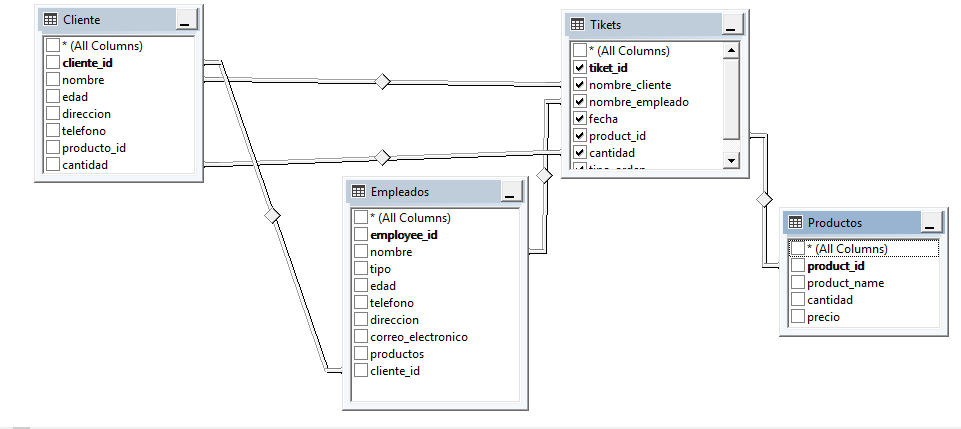 Cliente
* (All Columns)
cliente_id
nombre
edad
direccion
telefono
producto_id
cantidad
Tikets
* (All Columns)
tiket_id
nombre_cliente
nombre_empleado
fecha
product_id
cantidad
tipo_orden
Empleados
* (All Columns)
employee_id
nombre
tipo
edad
telefono
direccion
correo_electronico
productos
cliente_id
Productos
* (All Columns)
product_id
product_name
cantidad
precio